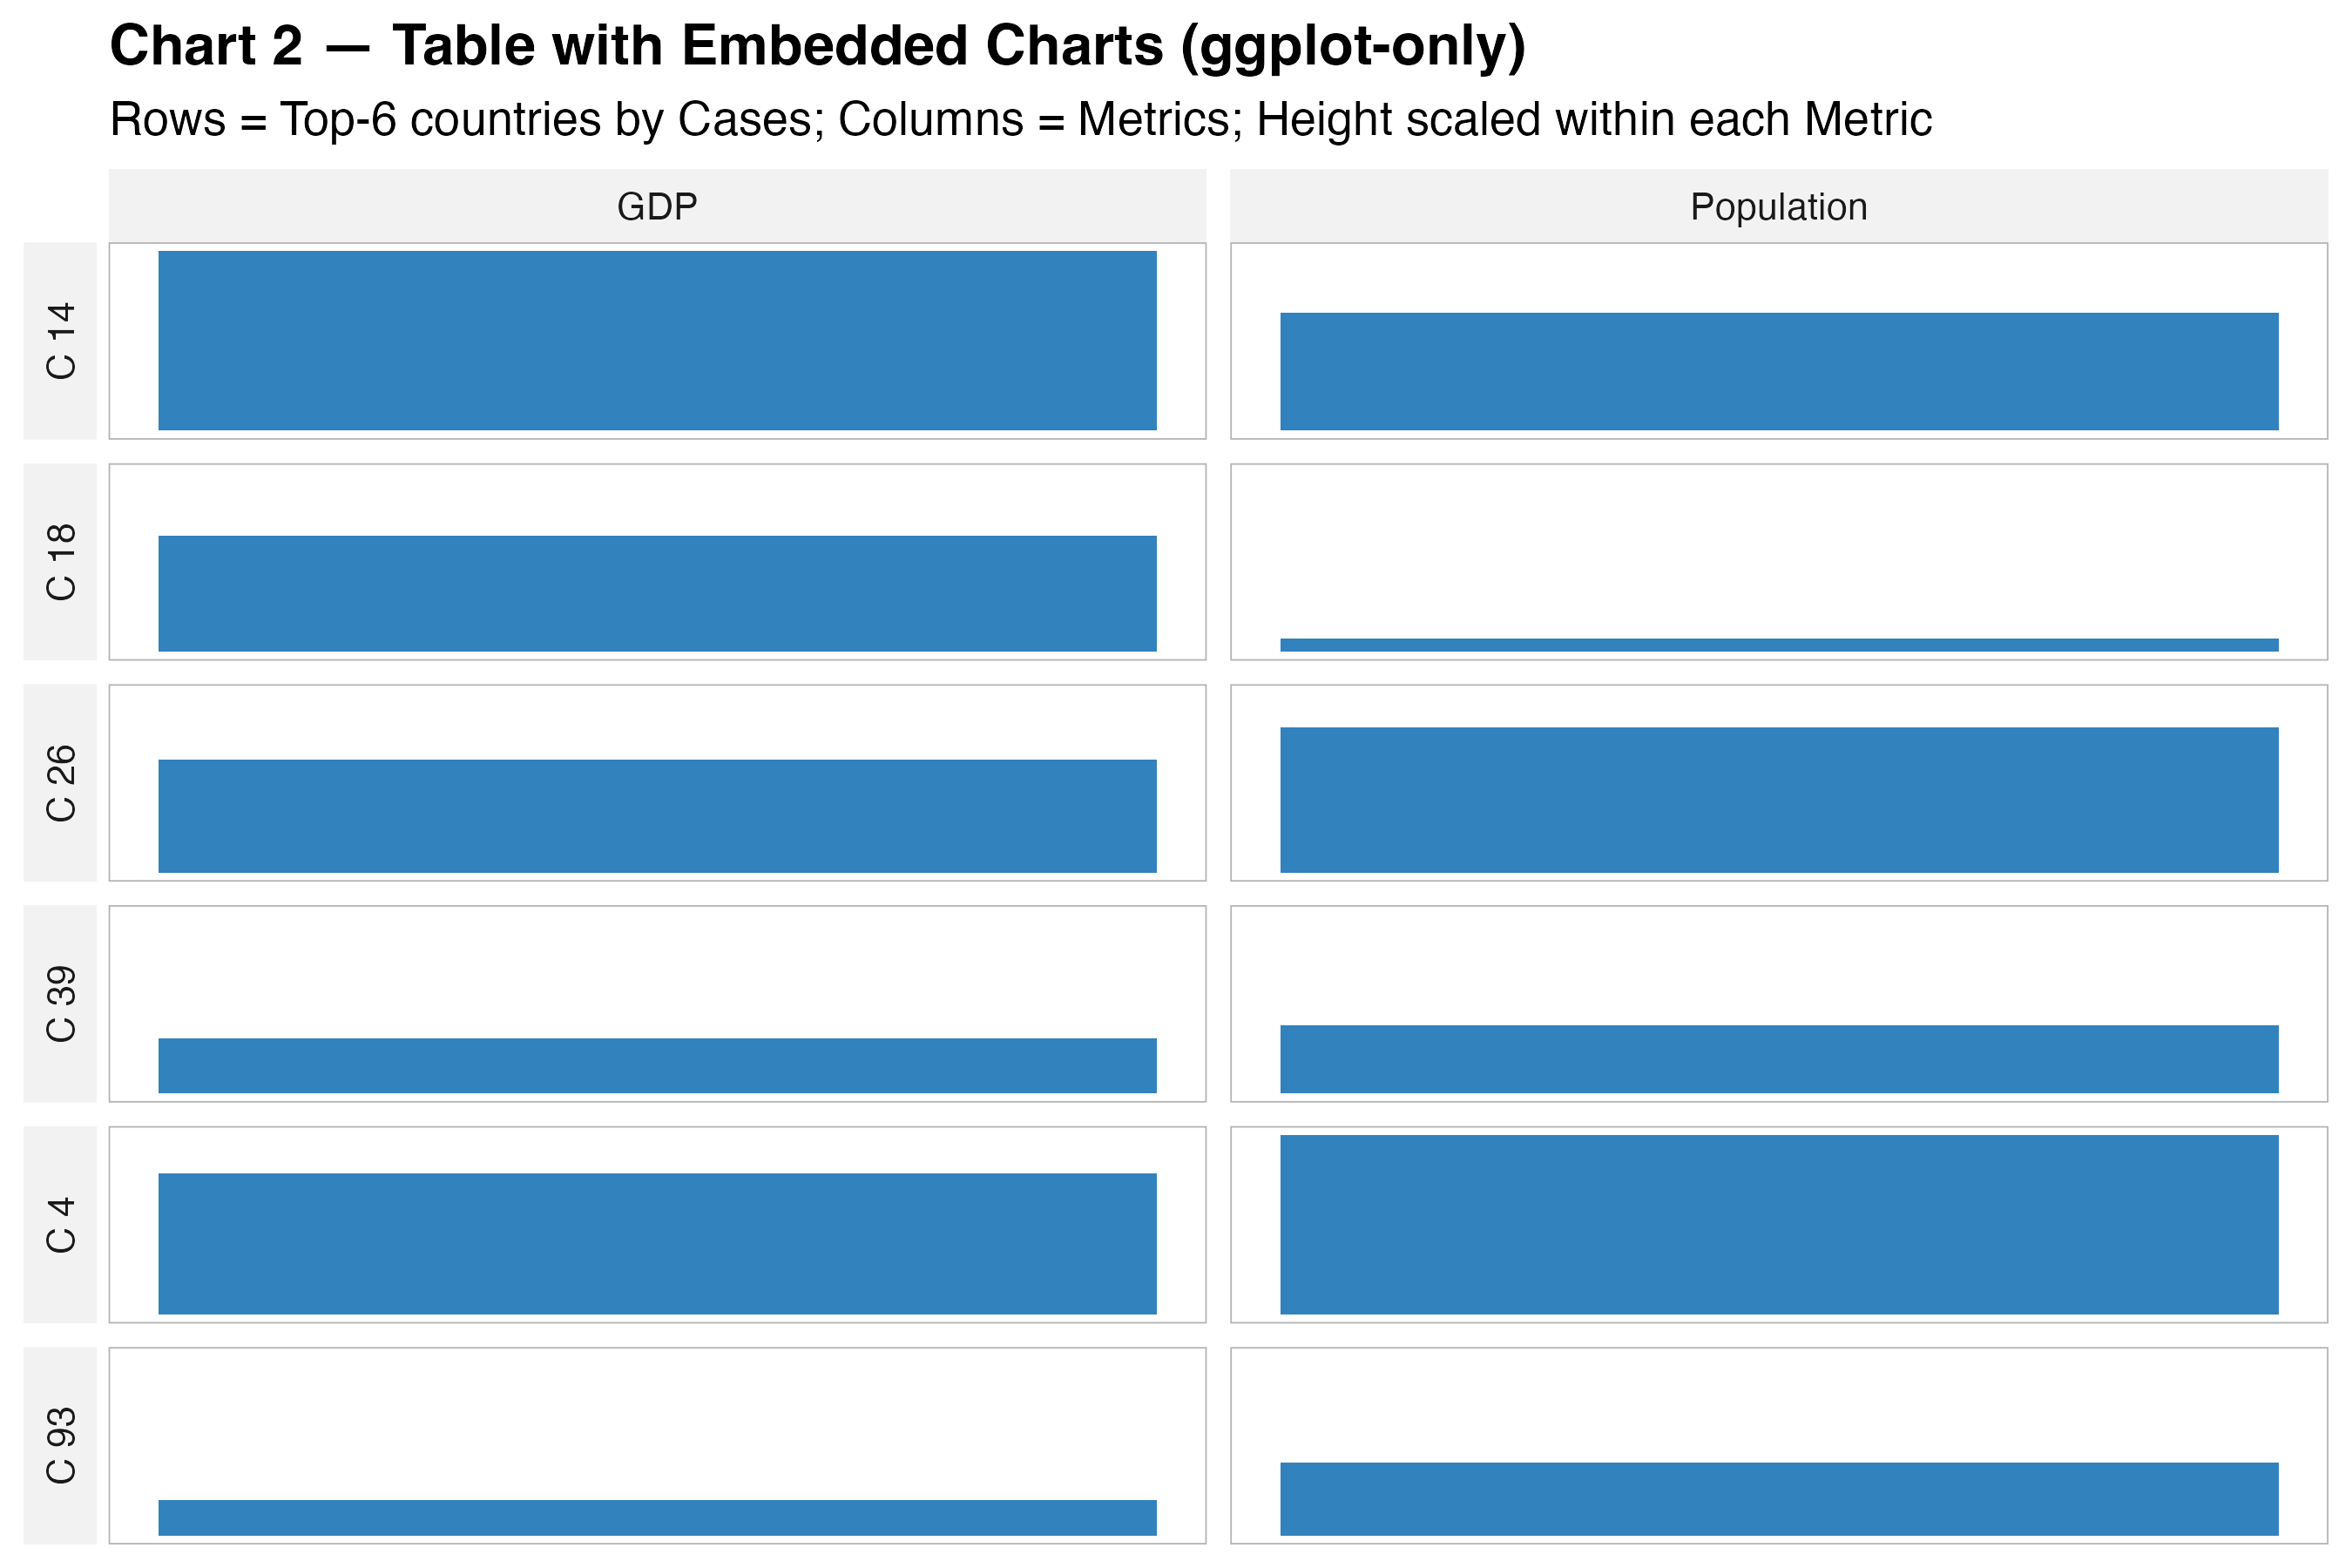 Chart 2 — Table with Embedded Charts (ggplot-only)
Rows = Top-6 countries by Cases; Columns = Metrics; Height scaled within each Metric
GDP
Population
C 14
C 18
C 26
C 39
C 4
C 93